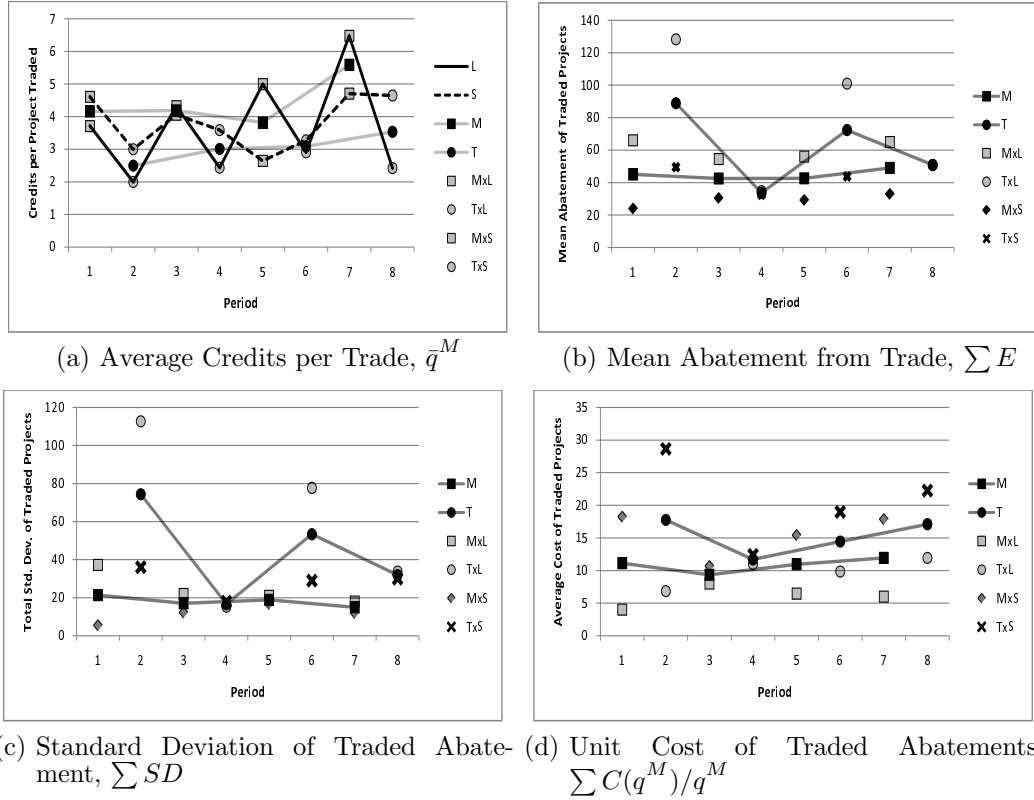 Credits per Project Traded
7
6
5
4
3
2
1
0
1 2 3 4 5 6 7 8
Period
L
S
M
T
MxL
TxL
MxS
TxS
(a) Average Credits per Trade, q̄^M
Mean Abatement of Traded Projects
140
120
100
80
60
40
20
0
1 2 3 4 5 6 7 8
Period
M
T
MxL
TxL
MxS
TxS
(b) Mean Abatement from Trade, ∑ E
Total Std. Dev. of Traded Projects
120
100
80
60
40
20
0
1 2 3 4 5 6 7 8
Period
M
T
MxL
TxL
MxS
TxS
(c) Standard Deviation of Traded Abate-
ment, ∑ SD
Average Cost of Traded Projects
35
30
25
20
15
10
5
0
1 2 3 4 5 6 7 8
Period
M
T
MxL
TxL
MxS
TxS
(d) Unit Cost of Traded Abatements
∑ C(q^M)/q^M